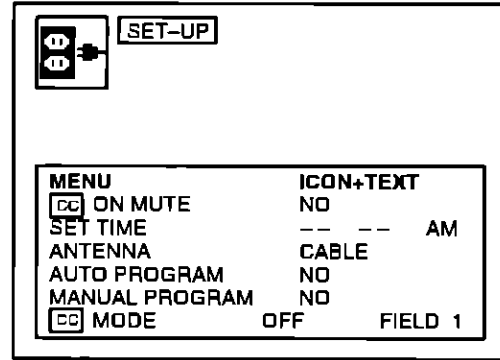 SET-UP
MENU ICON+TEXT
CC ON MUTE NO
SET TIME -- -- AM
ANTENNA CABLE
AUTO PROGRAM NO
MANUAL PROGRAM NO
CC MODE OFF FIELD 1